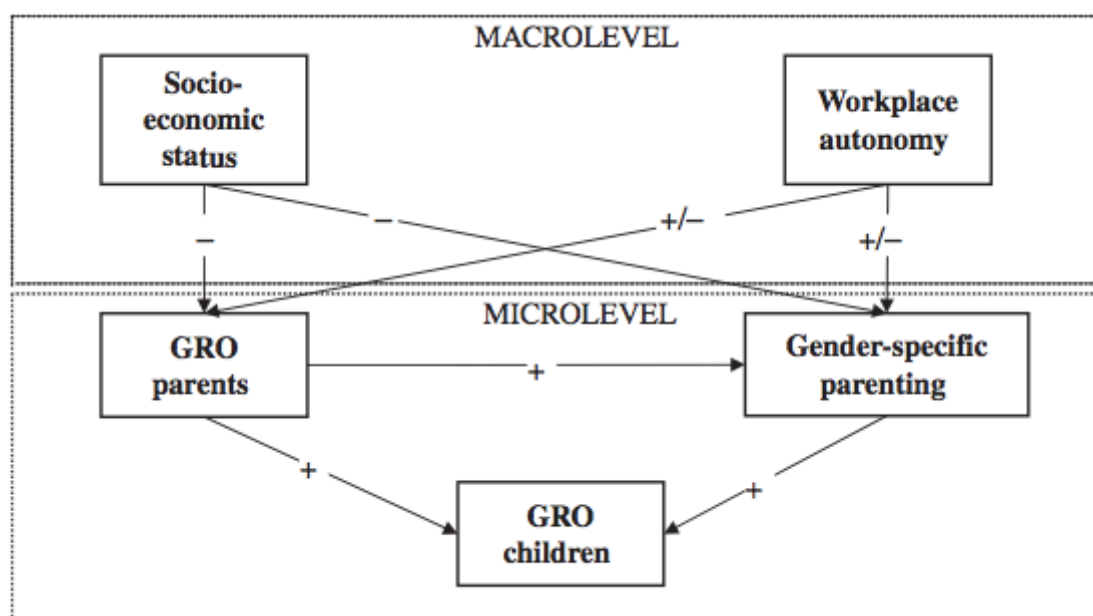 MACROLEVEL
Socio-
economic
status
Workplace
autonomy
–
–
+/–
+/–
MICROLEVEL
GRO
parents
Gender-specific
parenting
+
+
+
GRO
children